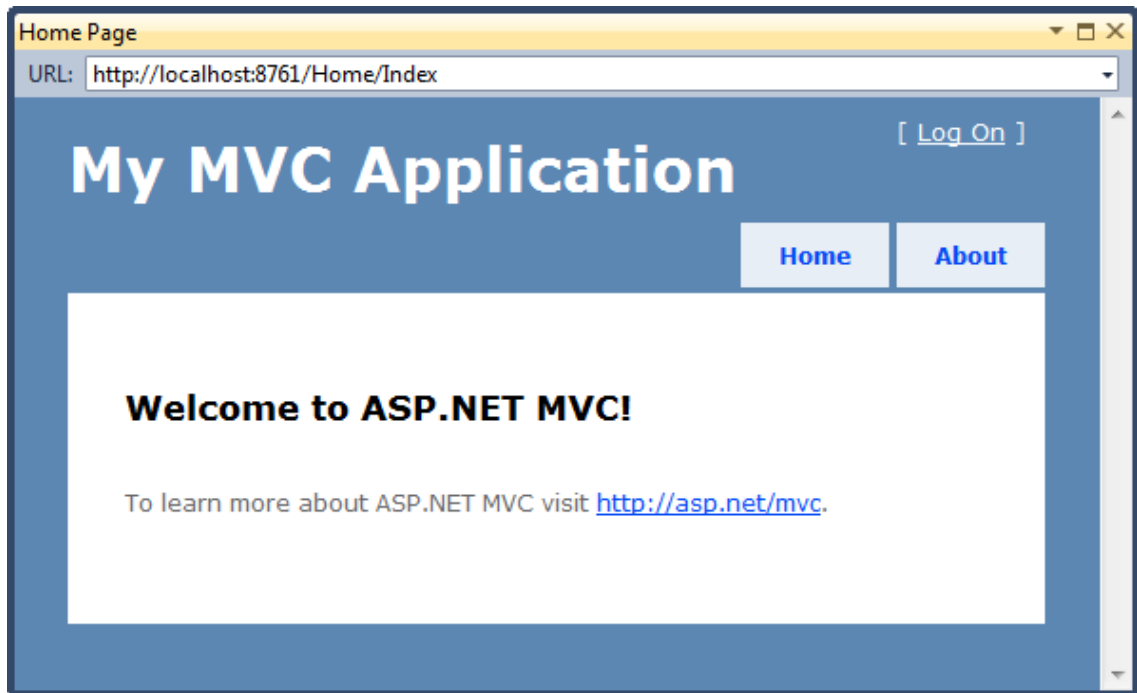 Home Page
URL: http://localhost:8761/Home/Index
[ Log On ]
My MVC Application
Home About
Welcome to ASP.NET MVC!
To learn more about ASP.NET MVC visit http://asp.net/mvc.